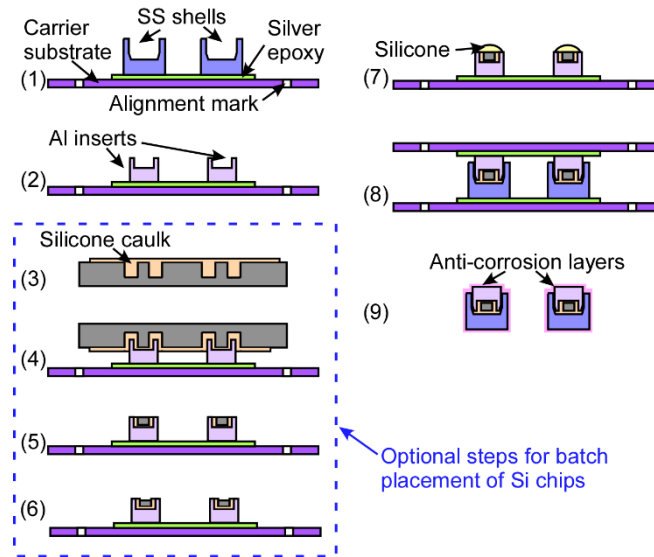 Carrier
substrate
SS shells
Silver
epoxy
(1)
Alignment mark
Al inserts
(2)
Silicone caulk
(3)
(4)
(5)
(6)
Silicone
(7)
(8)
Anti-corrosion layers
(9)
Optional steps for batch
placement of Si chips